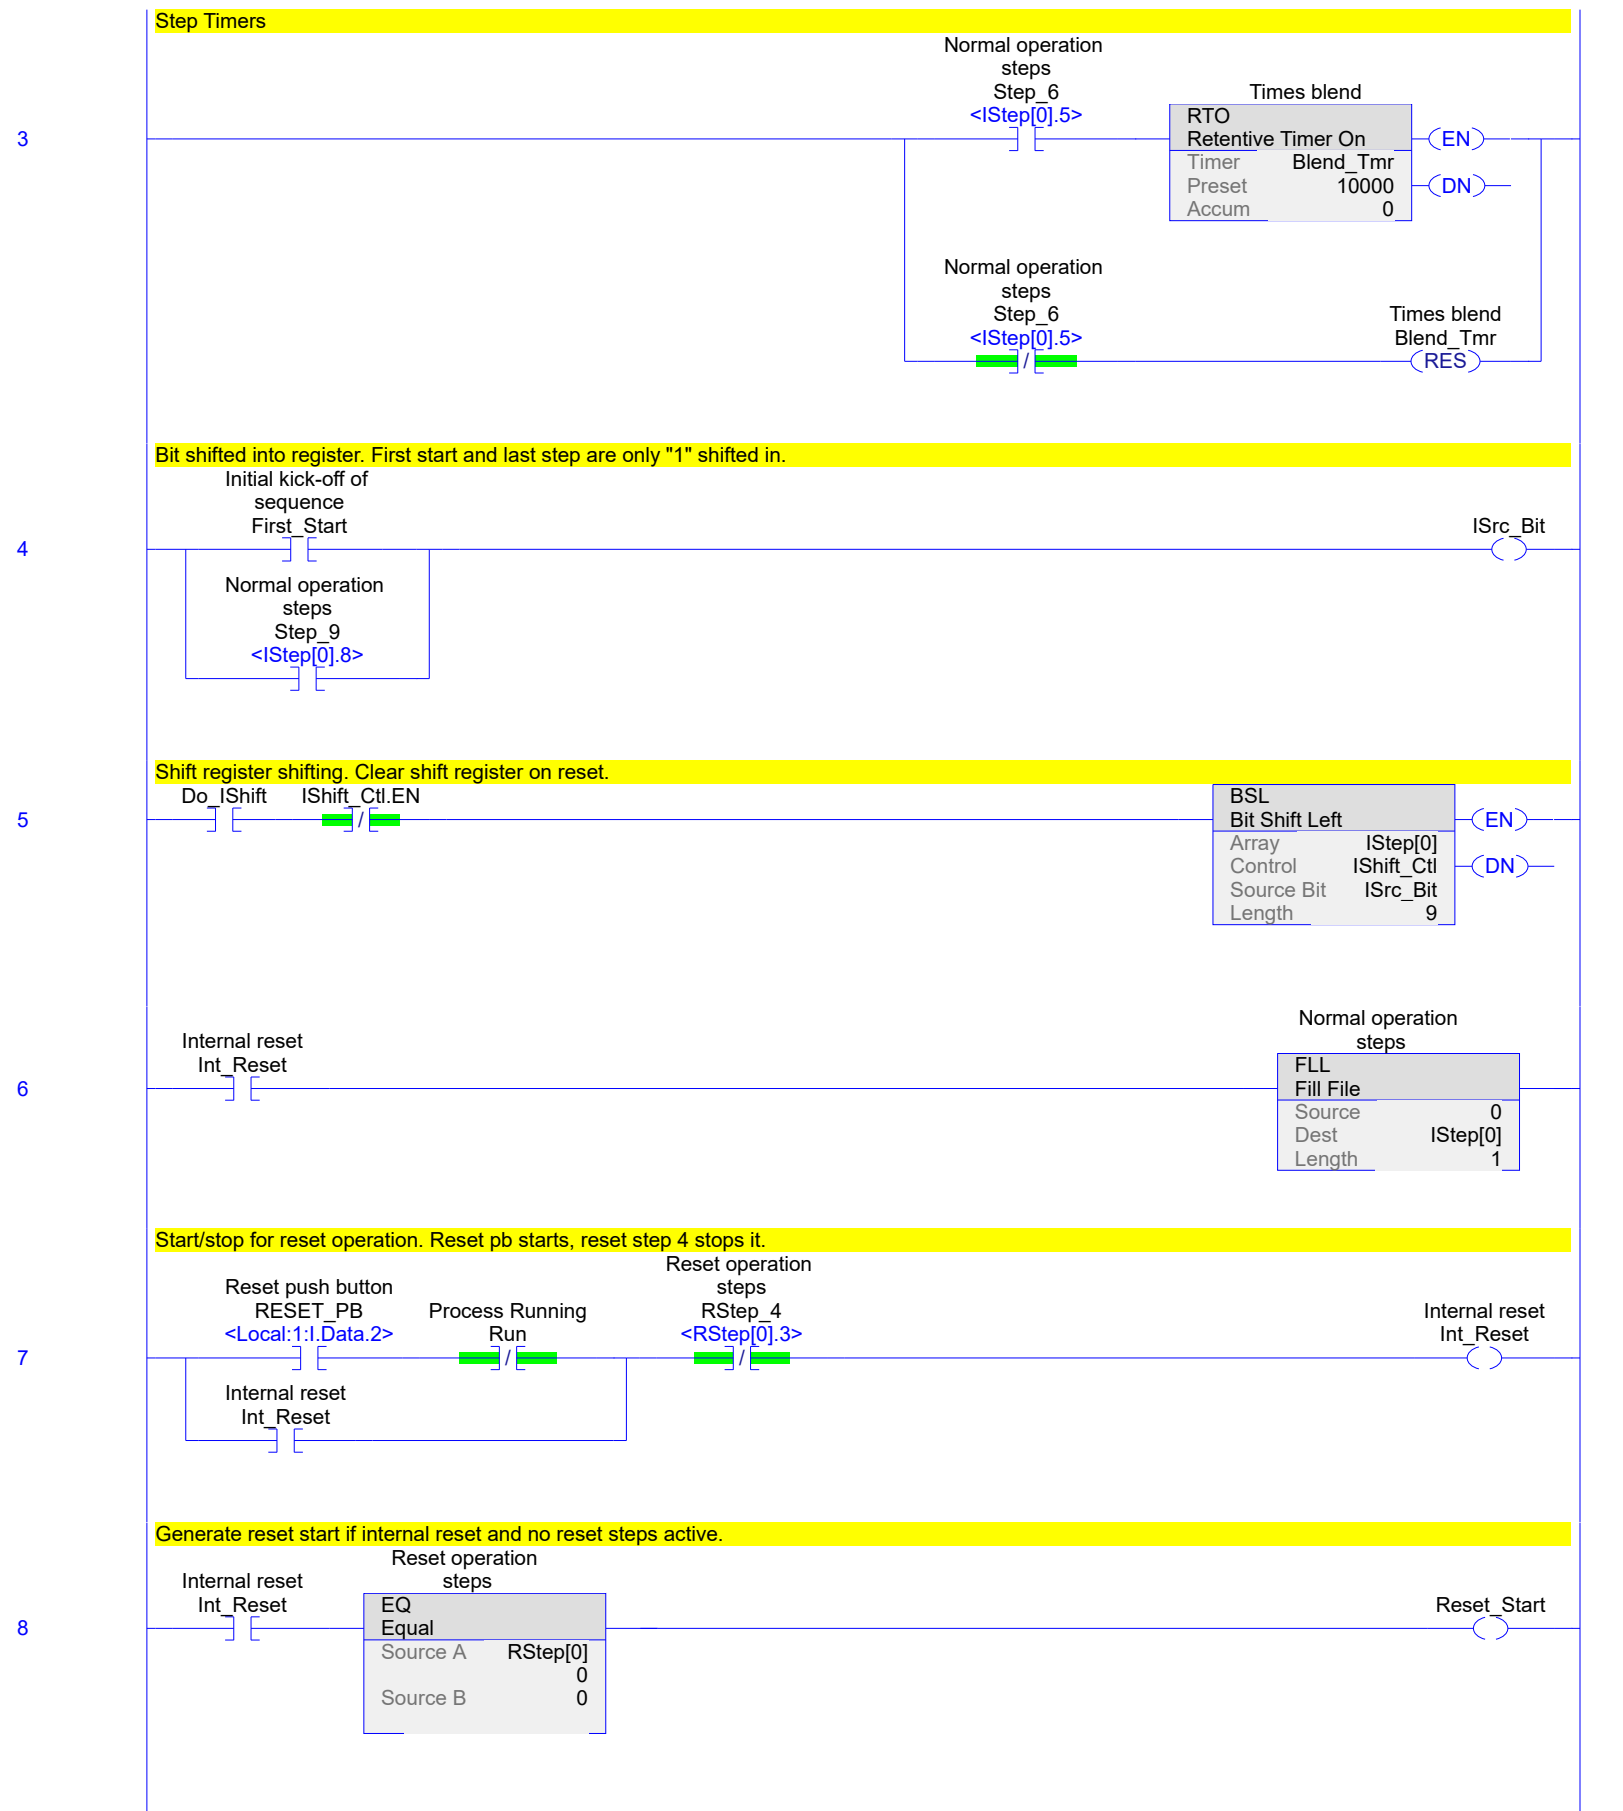 Step Timers
Normal operation
steps
Step_6
<IStep[0].5>
Times blend
3
RTO
Retentive Timer On
Timer Blend_Tmr
Preset 10000
Accum 0
EN
DN
Normal operation
steps
Step_6
<IStep[0].5>
/
Times blend
Blend_Tmr
RES
Bit shifted into register. First start and last step are only "1" shifted in.
Initial kick-off of
sequence
First_Start
ISrc_Bit
4
Normal operation
steps
Step_9
<IStep[0].8>
Shift register shifting. Clear shift register on reset.
Do_IShift IShift_Ctl.EN
5
/
BSL
Bit Shift Left
Array IStep[0]
Control IShift_Ctl
Source Bit ISrc_Bit
Length 9
EN
DN
Internal reset
Int_Reset
6
Normal operation
steps
FLL
Fill File
Source 0
Dest IStep[0]
Length 1
Start/stop for reset operation. Reset pb starts, reset step 4 stops it.
Reset push button
RESET_PB
<Local:1:I.Data.2>
Process Running
Run
/
Reset operation
steps
RStep_4
<RStep[0].3>
/
Internal reset
Int_Reset
7
Internal reset
Int_Reset
Generate reset start if internal reset and no reset steps active.
Internal reset
Int_Reset
Reset operation
steps
8
EQ
Equal
Source A RStep[0]
0
Source B 0
Reset_Start